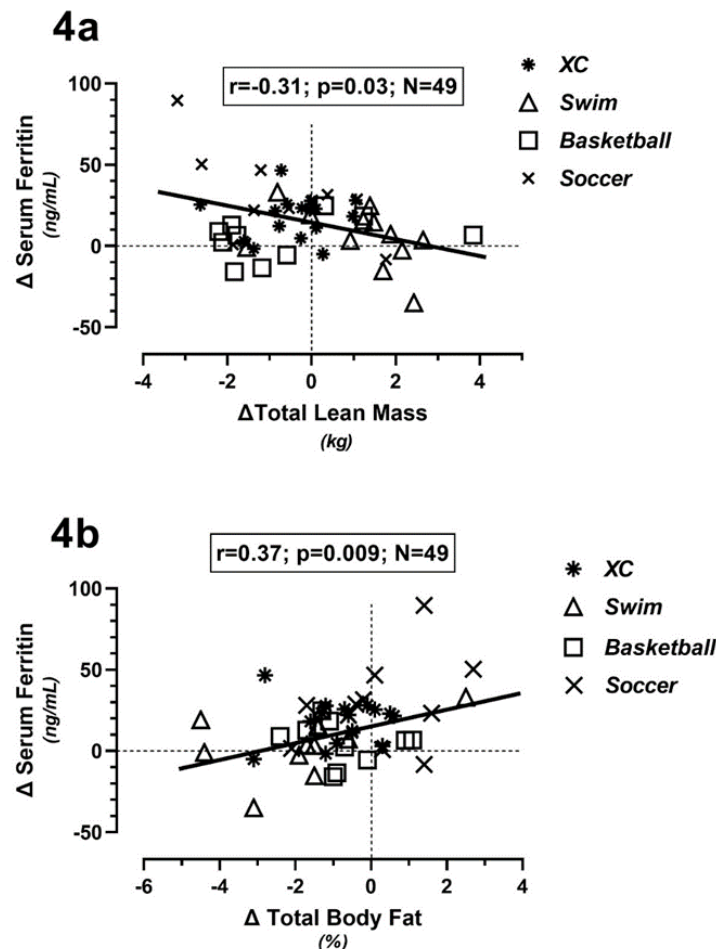 4a
r=-0.31; p=0.03; N=49
XC
Swim
Basketball
Soccer
Δ Serum Ferritin
(ng/mL)
100
50
0
-50
-4
-2
0
2
4
ΔTotal Lean Mass
(kg)
4b
r=0.37; p=0.009; N=49
XC
Swim
Basketball
Soccer
Δ Serum Ferritin
(ng/mL)
100
50
0
-50
-6
-4
-2
0
2
4
Δ Total Body Fat
(%)